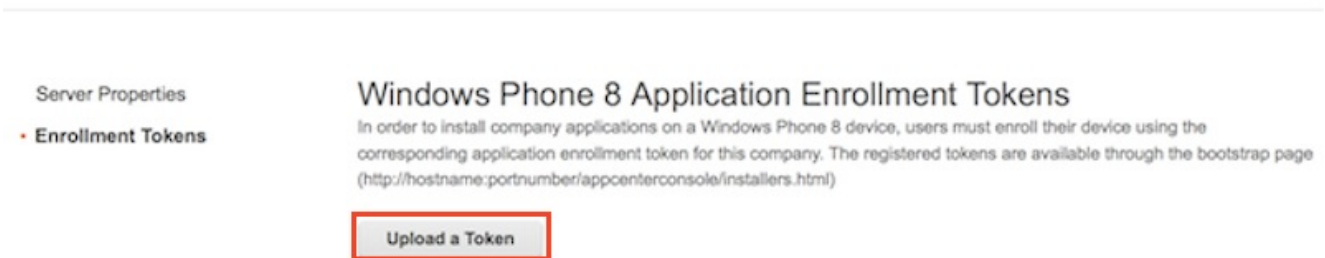 Server Properties
• Enrollment Tokens
Windows Phone 8 Application Enrollment Tokens
In order to install company applications on a Windows Phone 8 device, users must enroll their device using the
corresponding application enrollment token for this company. The registered tokens are available through the bootstrap page
(http://hostname:portnumber/appcenterconsole/installers.html)
Upload a Token